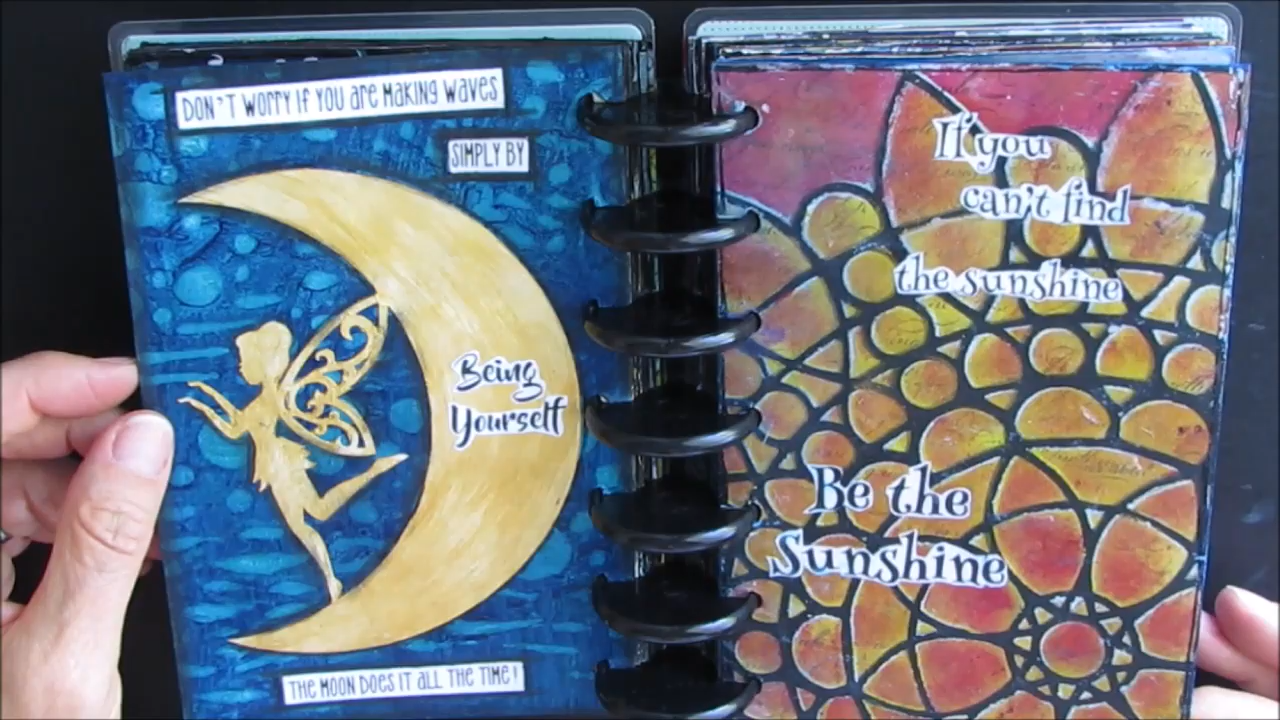 DON'T WORRY IF YOU ARE MAKING WAVES
SIMPLY BY
Being
Yourself
THE MOON DOES IT ALL THE TIME!
If you
can't find
the sunshine
Be the
Sunshine